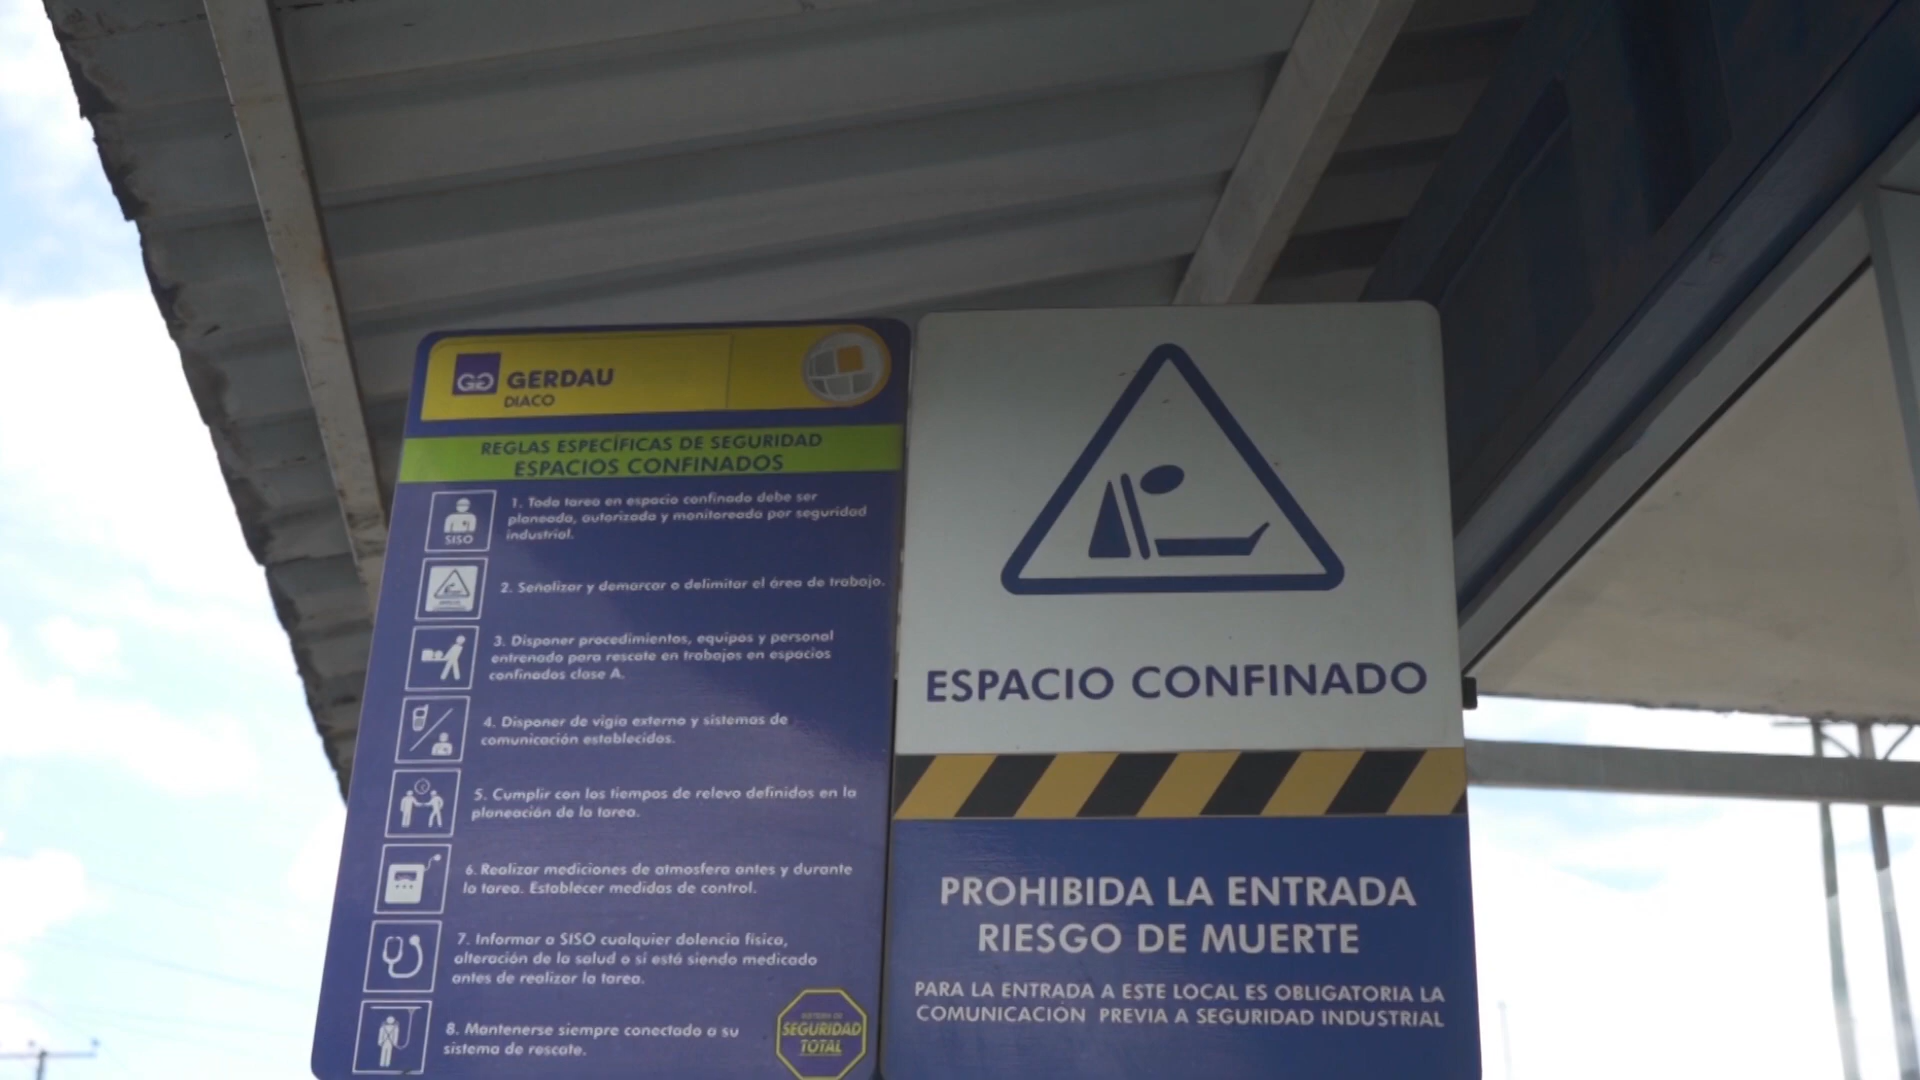 GERDAU
DIACO
REGLAS ESPECÍFICAS DE SEGURIDAD
ESPACIOS CONFINADOS
SISO
1. Toda tarea en espacio confinado debe ser
planeada, autorizada y monitoreada por seguridad
industrial.
2. Señalizar y demarcar o delimitar el área de trabajo.
3. Disponer procedimientos, equipos y personal
entrenado para rescate en trabajos en espacios
confinados clase A.
4. Disponer de vigía externo y sistemas de
comunicación establecidos.
5. Cumplir con los tiempos de relevo definidos en la
planeación de la tarea.
6. Realizar mediciones de atmosfera antes y durante
la tarea. Establecer medidas de control.
7. Informar a SISO cualquier dolencia física,
alteración de la salud o si está siendo medicado
antes de realizar la tarea.
8. Mantenerse siempre conectado a su
sistema de rescate.
SISTEMA DE
SEGURIDAD
TOTAL
ESPACIO CONFINADO
PROHIBIDA LA ENTRADA
RIESGO DE MUERTE
PARA LA ENTRADA A ESTE LOCAL ES OBLIGATORIA LA
COMUNICACIÓN PREVIA A SEGURIDAD INDUSTRIAL